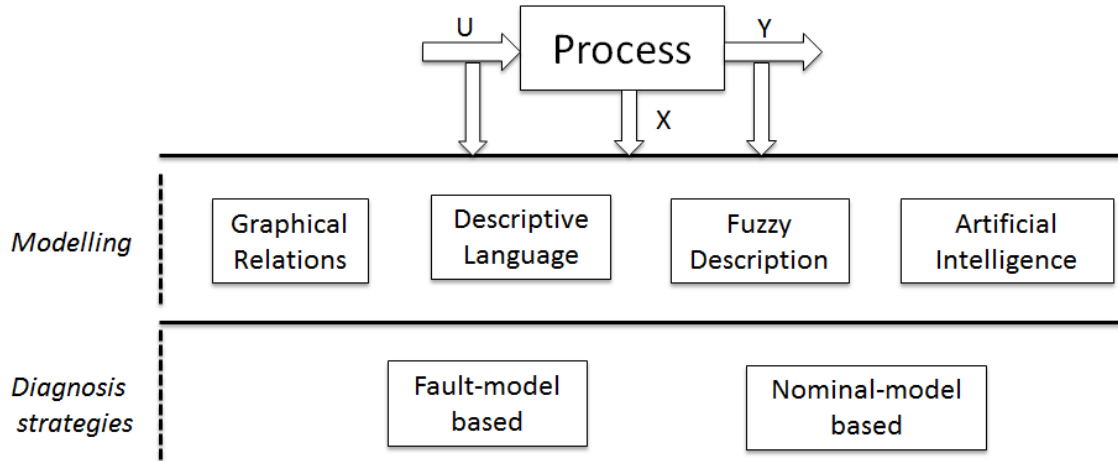 U
Process
Y
X
Modelling
Graphical
Relations
Descriptive
Language
Fuzzy
Description
Artificial
Intelligence
Diagnosis
strategies
Fault-model
based
Nominal-model
based